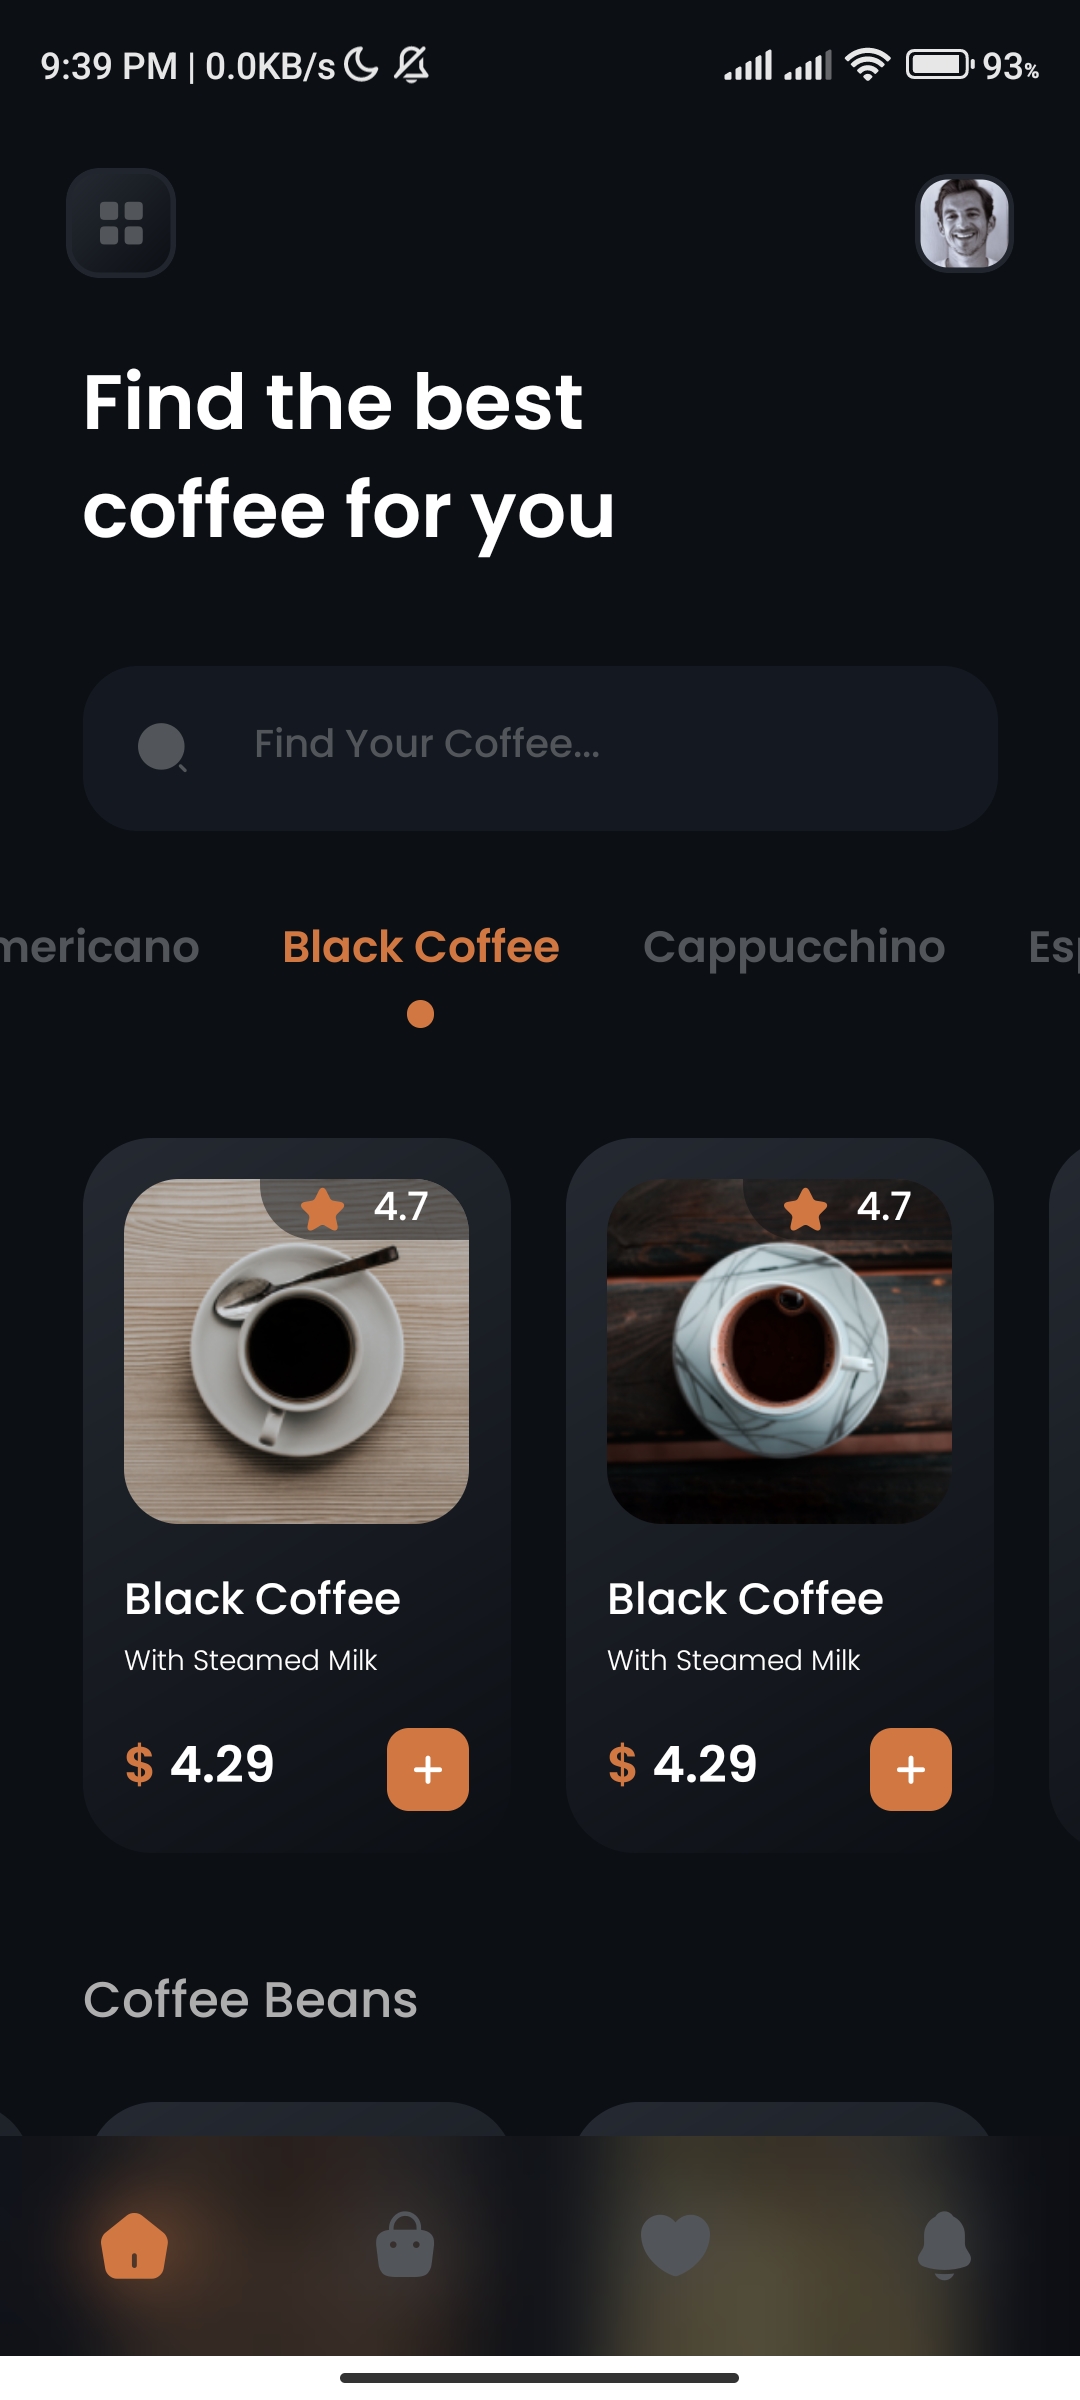 9:39 PM | 0.0KB/s 93%
Find the best
coffee for you
Find Your Coffee...
mericano Black Coffee Cappucchino Es
4.7 4.7
Black Coffee Black Coffee
With Steamed Milk With Steamed Milk
$ 4.29 + $ 4.29 +
Coffee Beans